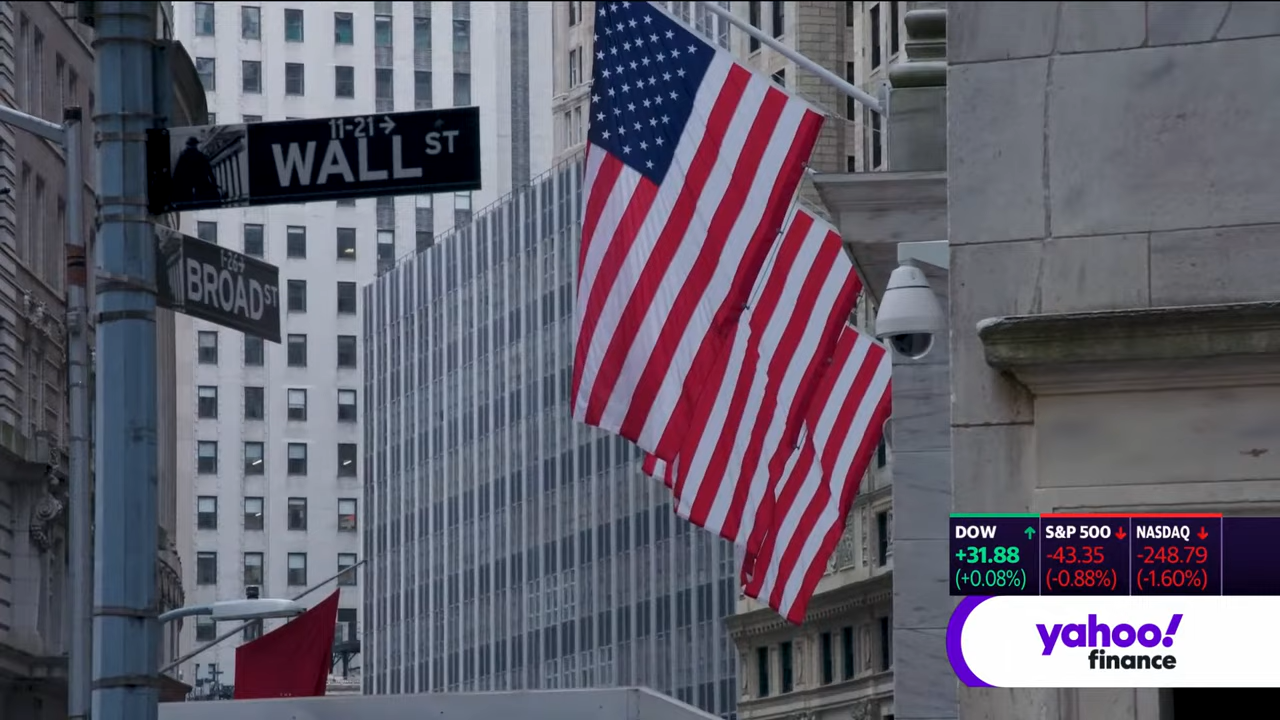 11-21→
WALL ST
1-26→
BROAD ST
DOW ↑
+31.88
(+0.08%)
S&P 500 ↓
-43.35
(-0.88%)
NASDAQ ↓
-248.79
(-1.60%)
yahoo!
finance